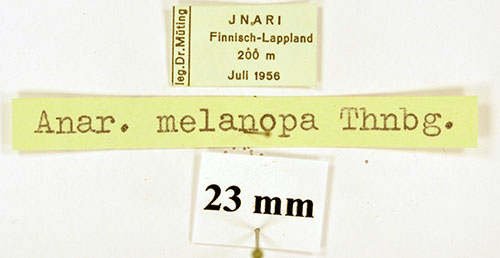 leg.Dr.Müting
JNARI
Finnisch-Lappland
200 m
Juli 1956
Anar. melanopa Thnbg.
23 mm